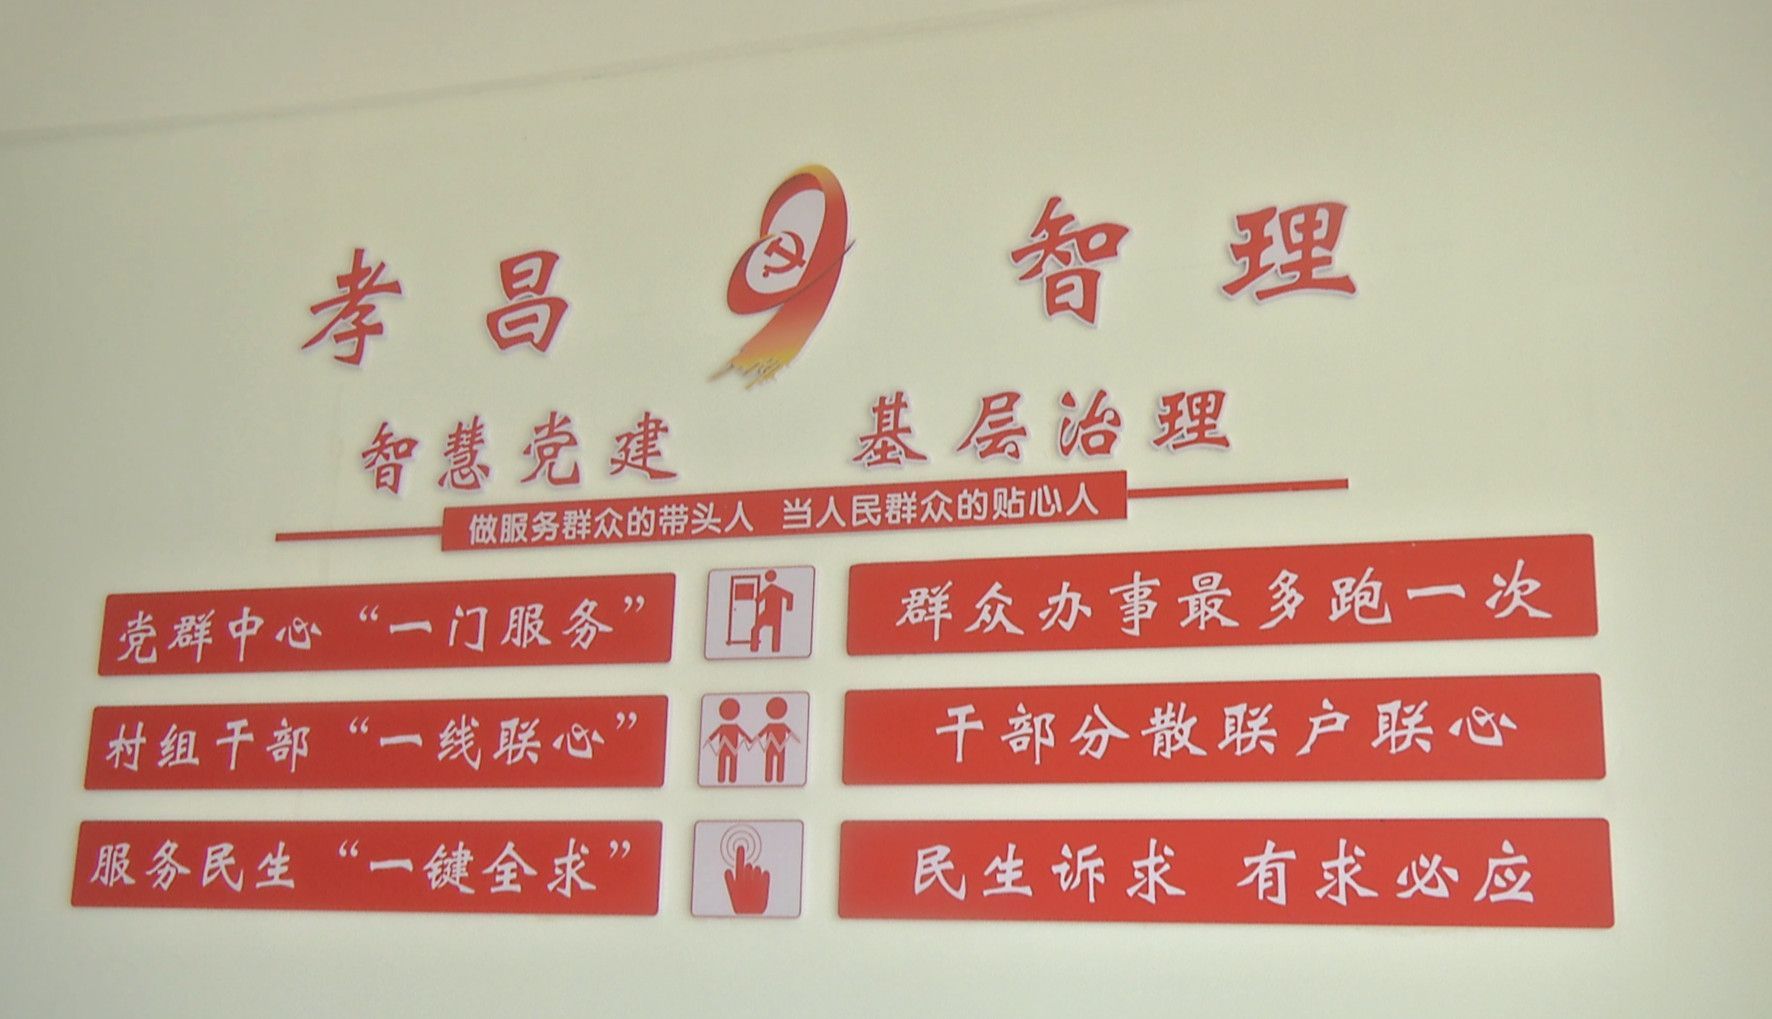 孝昌9智理
智慧党建 基层治理
做服务群众的带头人 当人民群众的贴心人
党群中心“一门服务” 群众办事最多跑一次
村组干部“一线联心” 干部分散联户联心
服务民生“一键全求” 民生诉求 有求必应